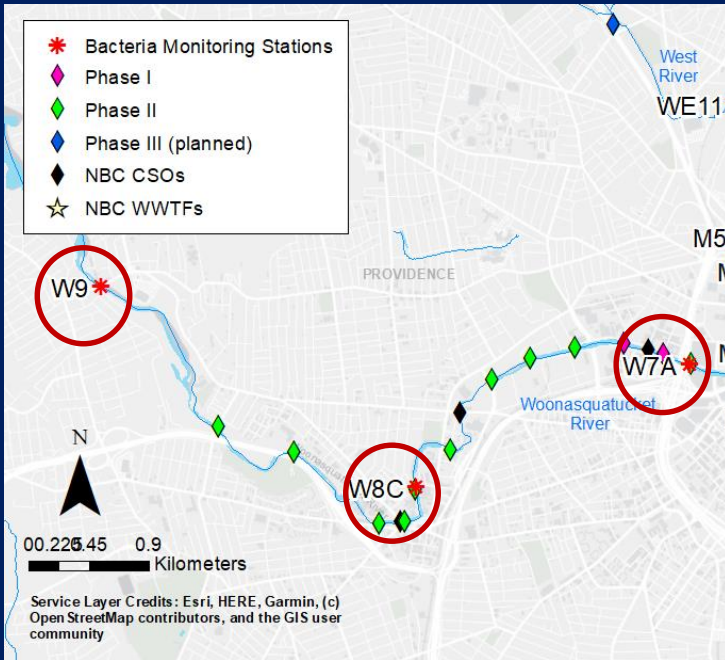 Bacteria Monitoring Stations
Phase I
Phase II
Phase III (planned)
NBC CSOs
NBC WWTFs
West
River
WE11
M5
M
W9
PROVIDENCE
M
W7A
Woonasquatucket
River
W8C
N
00.2250.45 0.9
Kilometers
Service Layer Credits: Esri, HERE, Garmin, (c)
OpenStreetMap contributors, and the GIS user
community